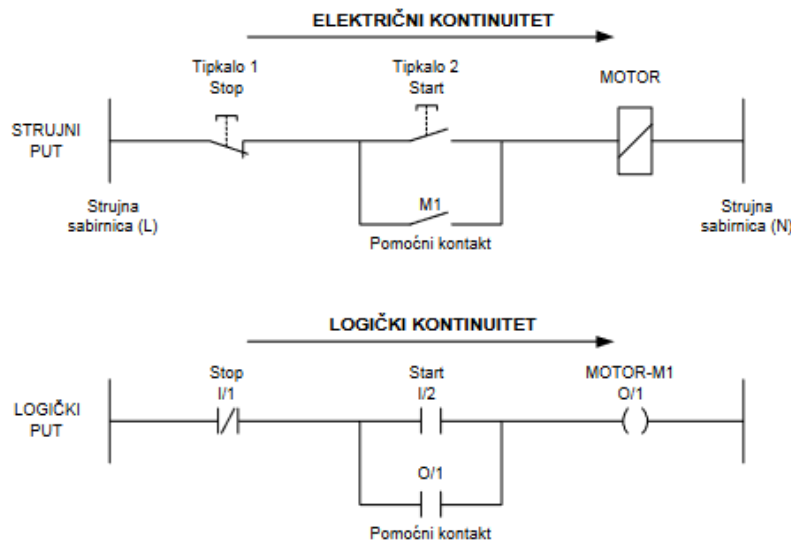 ELEKTRIČNI KONTINUITET
Tipkalo 1
Stop
Tipkalo 2
Start
MOTOR
STRUJNI
PUT
M1
Pomoćni kontakt
Strujna
sabirnica (L)
Strujna
sabirnica (N)
LOGIČKI KONTINUITET
Stop
I/1
Start
I/2
MOTOR-M1
O/1
LOGIČKI
PUT
O/1
Pomoćni kontakt